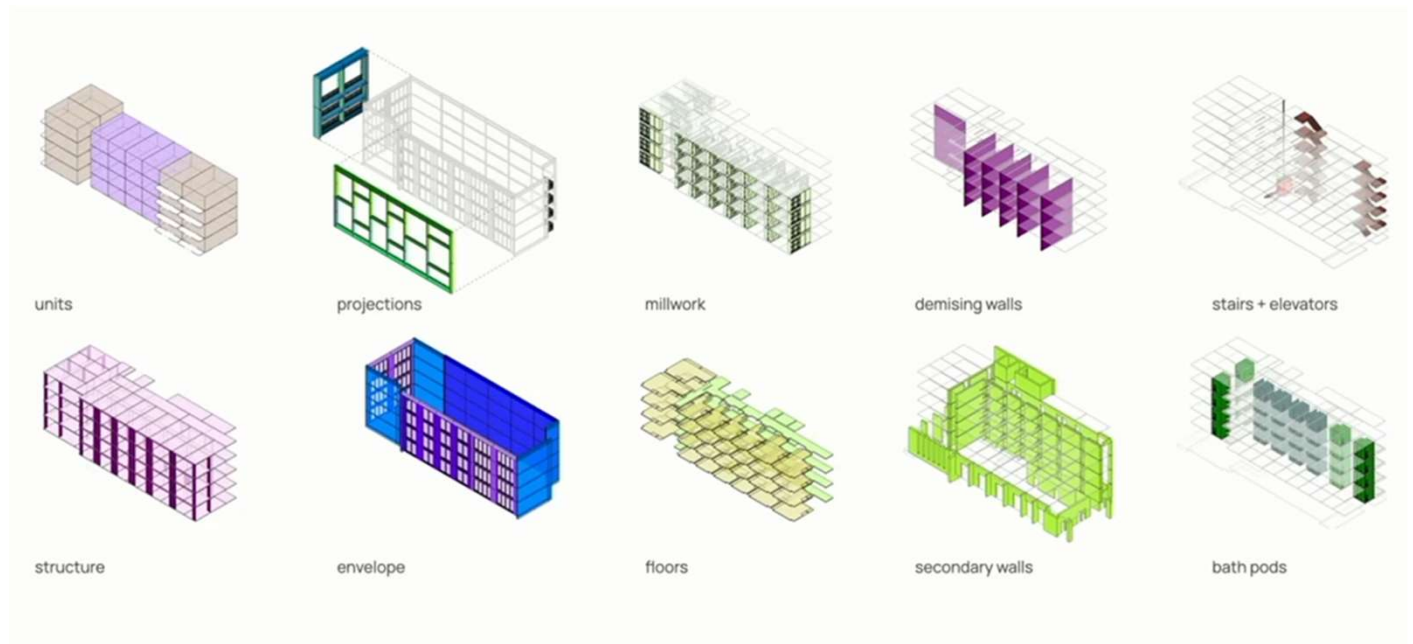 units
projections
millwork
demising walls
stairs + elevators
structure
envelope
floors
secondary walls
bath pods